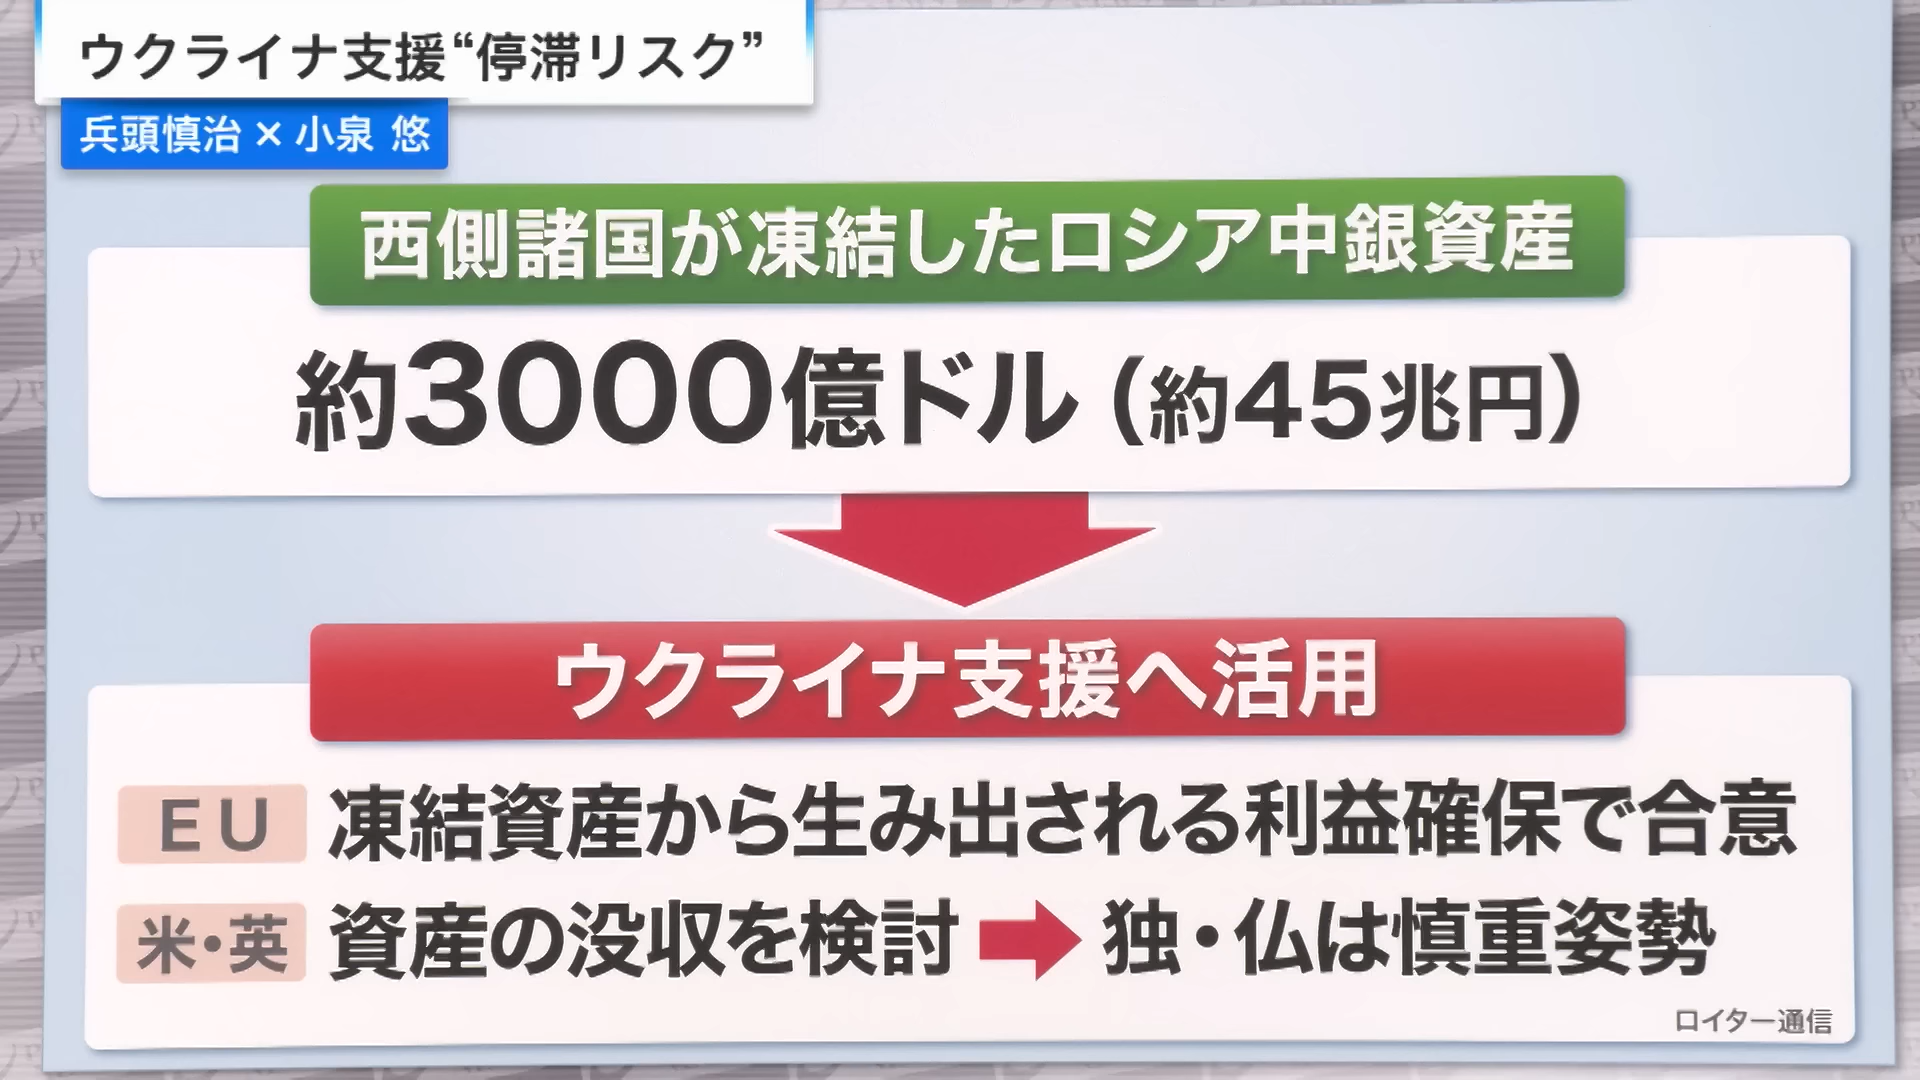 ウクライナ支援“停滞リスク”
兵頭慎治×小泉 悠
西側諸国が凍結したロシア中銀資産
約3000億ドル(約45兆円)
ウクライナ支援へ活用
EU 凍結資産から生み出される利益確保で合意
米・英 資産の没収を検討➡独・仏は慎重姿勢
ロイター通信